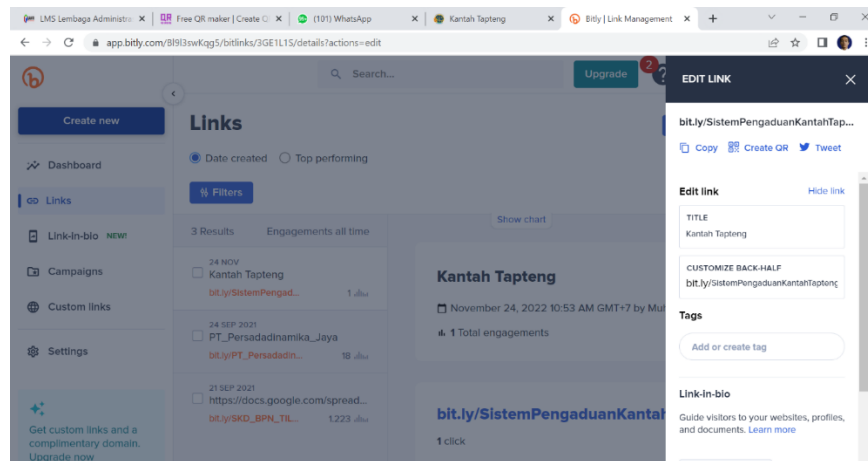 LMS Lembaga Administra
Free QR maker | Create Q
(101) WhatsApp
Kantah Tapteng
Bitly | Link Management
app.bitly.com/Bl9l3swKqg5/bitlinks/3GE1L1S/details?actions=edit
Search...
Upgrade
2
EDIT LINK
Create new
Dashboard
Links
Link-in-bio NEW!
Campaigns
Custom links
Settings
Get custom links and a
complimentary domain.
Upgrade now
Links
Date created
Top performing
Filters
3 Results
Engagements all time
24 NOV
Kantah Tapteng
bit.ly/SistemPengad...
1
24 SEP 2021
PT_Persadadinamika_Jaya
bit.ly/PT_Persadadin...
18
21 SEP 2021
https://docs.google.com/spread...
bit.ly/SKD_BPN_TIL...
1.223
Show chart
Kantah Tapteng
November 24, 2022 10:53 AM GMT+7 by Muh
1 Total engagements
bit.ly/SistemPengaduanKantah
1 click
bit.ly/SistemPengaduanKantahTap...
Copy
Create QR
Tweet
Edit link
Hide link
TITLE
Kantah Tapteng
CUSTOMIZE BACK-HALF
bit.ly/SistemPengaduanKantahTapteng
Tags
Add or create tag
Link-in-bio
Guide visitors to your websites, profiles,
and documents. Learn more